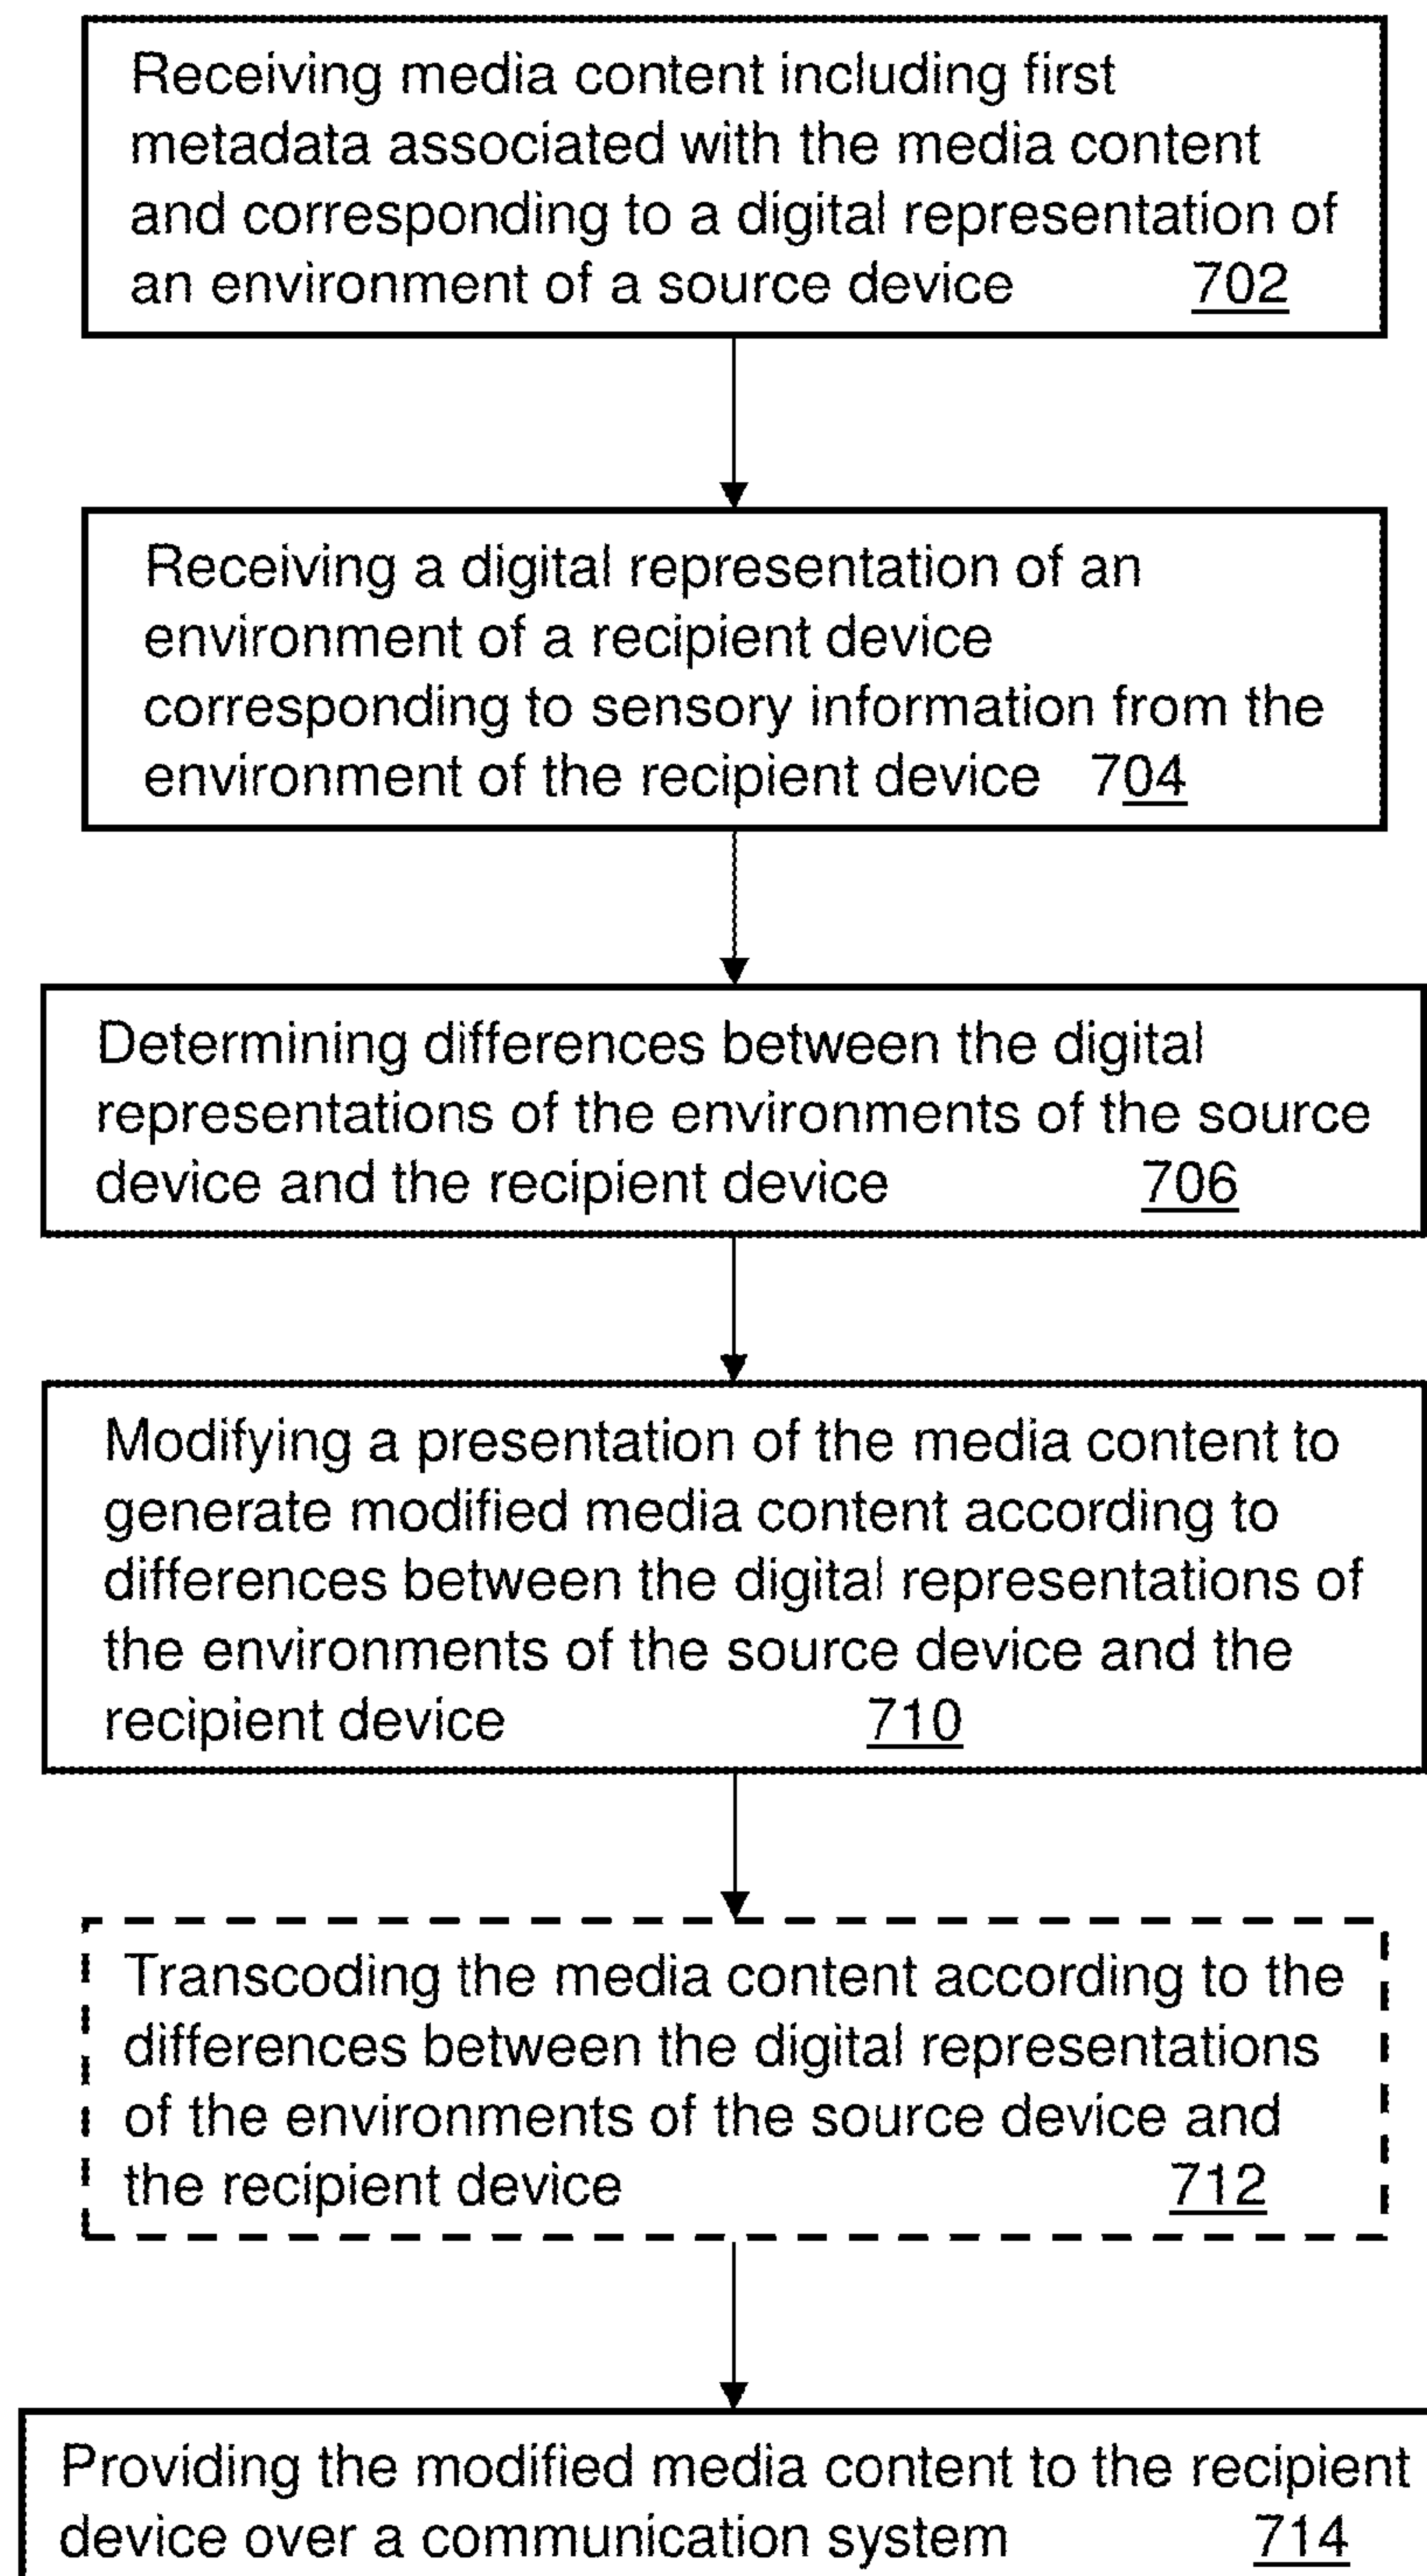 Receiving media content including first
metadata associated with the media content
and corresponding to a digital representation of
an environment of a source device 702
Receiving a digital representation of an
environment of a recipient device
corresponding to sensory information from the
environment of the recipient device 704
Determining differences between the digital
representations of the environments of the source
device and the recipient device 706
Modifying a presentation of the media content to
generate modified media content according to
differences between the digital representations of
the environments of the source device and the
recipient device 710
Transcoding the media content according to the
differences between the digital representations
of the environments of the source device and
the recipient device 712
Providing the modified media content to the recipient
device over a communication system 714